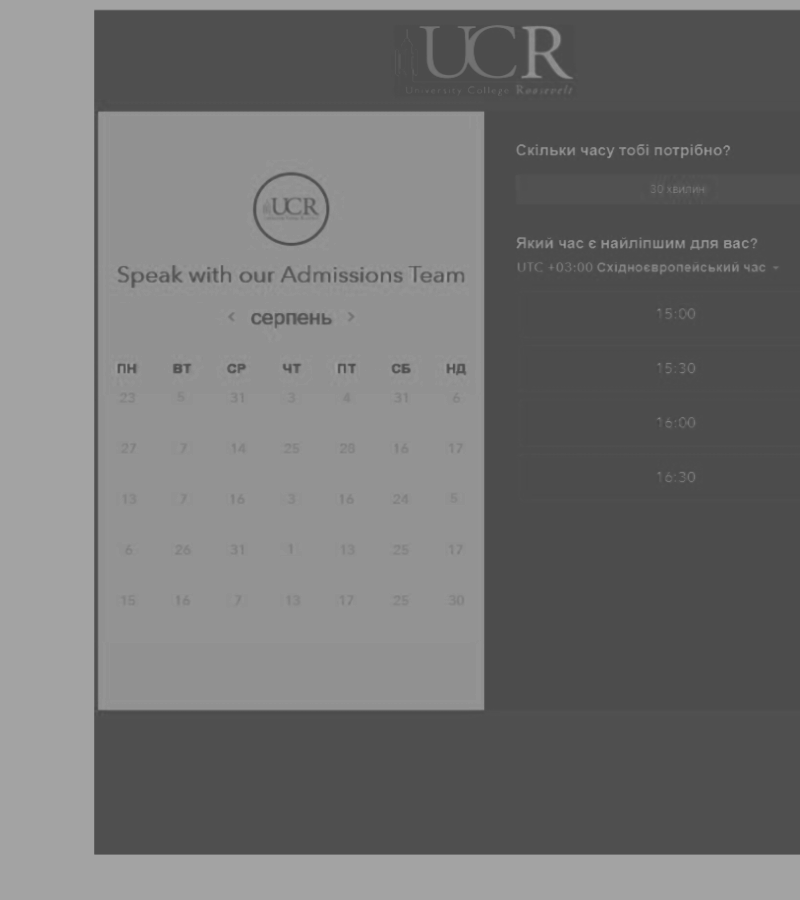 UCR
University College Roosevelt
UCR
Speak with our Admissions Team
‹ серпень ›
ПН ВТ СР ЧТ ПТ СБ НД
23 5 31 3 4 31 6
27 7 14 25 20 16 17
13 7 16 3 16 24 5
6 26 31 1 13 25 17
15 16 7 13 17 25 30
Скільки часу тобі потрібно?
30 хвилин
Який час є найліпшим для вас?
UTC +03:00 Східноєвропейський час
15:00
15:30
16:00
16:30